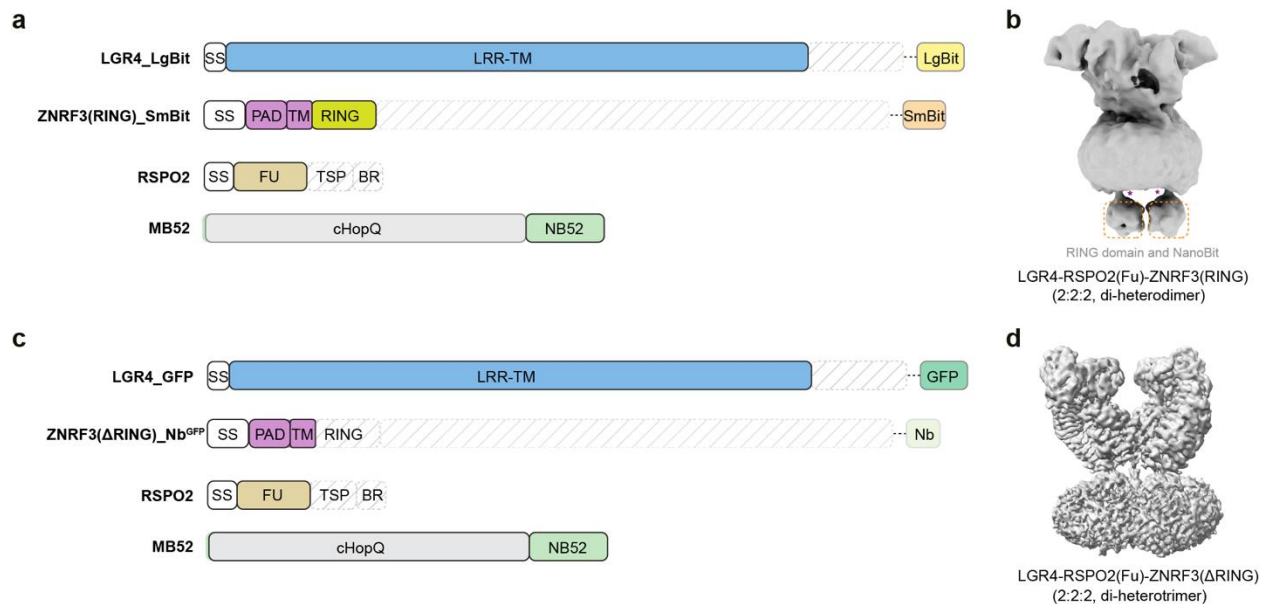 a
LGR4_LgBit SS LRR-TM LgBit
ZNRF3(RING)_SmBit SS PAD TM RING SmBit
RSPO2 SS FU TSP BR
MB52 cHopQ NB52
b
* *
RING domain and NanoBit
LGR4-RSPO2(Fu)-ZNRF3(RING)
(2:2:2, di-heterodimer)
c
LGR4_GFP SS LRR-TM GFP
ZNRF3(ΔRING)_Nbᴳᶠᴾ SS PAD TM RING Nb
RSPO2 SS FU TSP BR
MB52 cHopQ NB52
d
LGR4-RSPO2(Fu)-ZNRF3(ΔRING)
(2:2:2, di-heterotrimer)